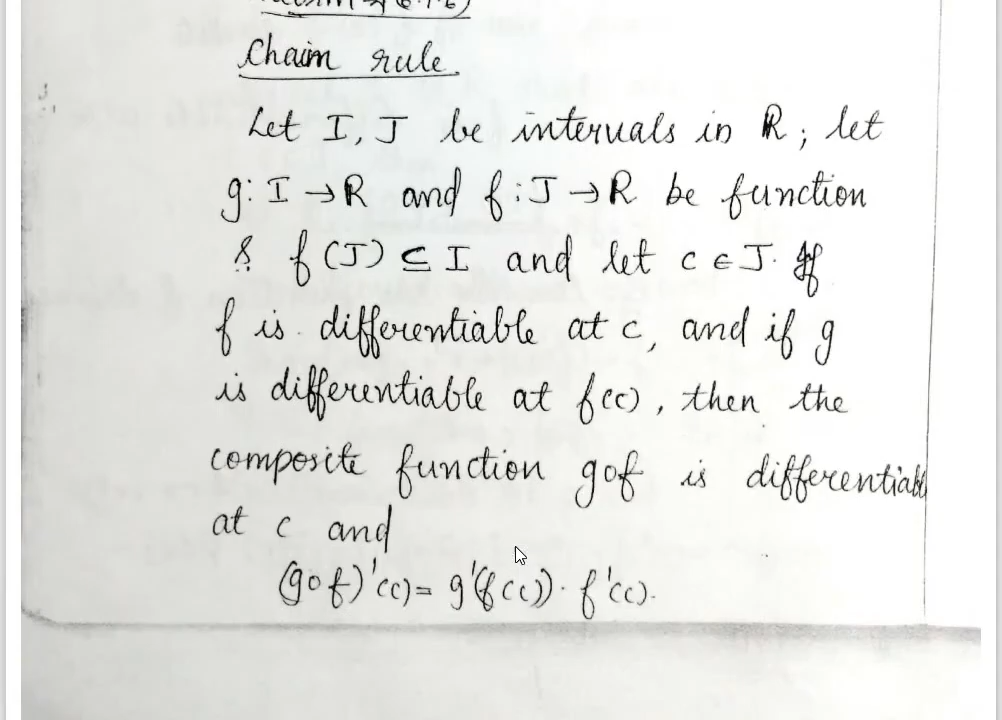 Chain rule.
Let I, J be intervals in R; let
g: I → R and f: J → R be function
& f(J) ⊆ I and let c ∈ J. If
f is differentiable at c, and if g
is differentiable at f(c), then the
composite function gof is differentiable
at c and
(gof)'(c) = g'(f(c)) · f'(c).